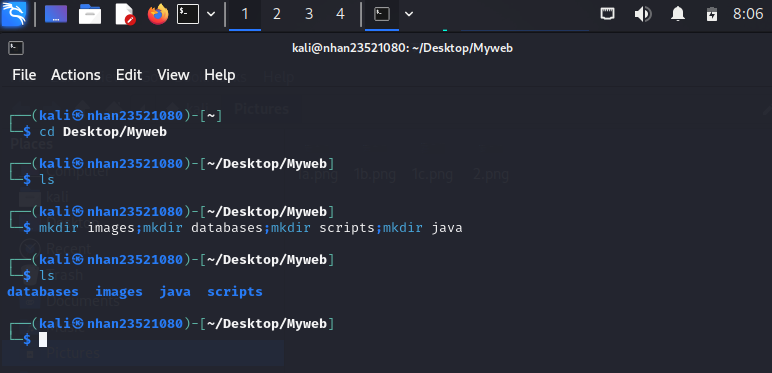 1 2 3 4 8:06
kali@nhan23521080: ~/Desktop/Myweb
File Actions Edit View Help
┌──(kali㉿nhan23521080)-[~]
└─$ cd Desktop/Myweb
┌──(kali㉿nhan23521080)-[~/Desktop/Myweb]
└─$ ls
┌──(kali㉿nhan23521080)-[~/Desktop/Myweb]
└─$ mkdir images;mkdir databases;mkdir scripts;mkdir java
┌──(kali㉿nhan23521080)-[~/Desktop/Myweb]
└─$ ls
databases images java scripts
┌──(kali㉿nhan23521080)-[~/Desktop/Myweb]
└─$